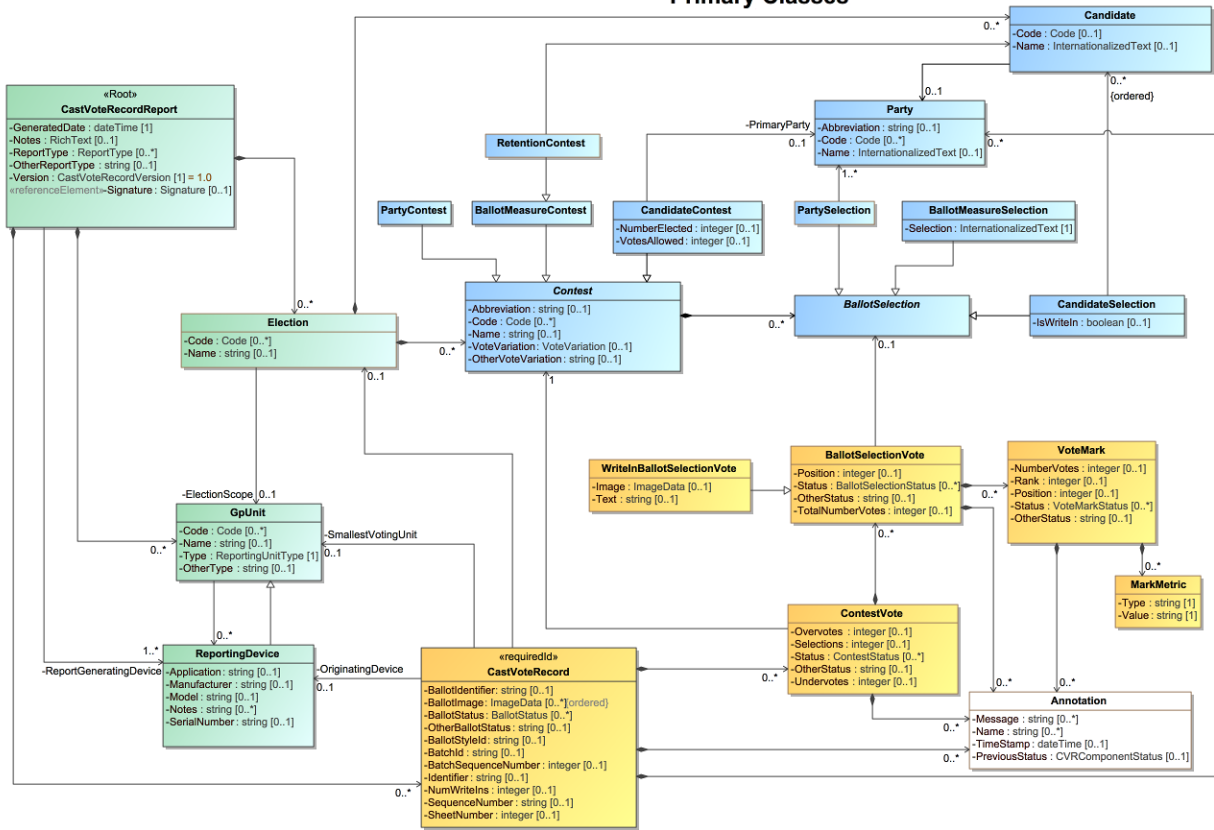 Primary Classes
Candidate
-Code : Code [0..1]
-Name : InternationalizedText [0..1]
0..*
0..*
{ordered}
0..1
«Root»
CastVoteRecordReport
-GeneratedDate : dateTime [1]
-Notes : RichText [0..1]
-ReportType : ReportType [0..*]
-OtherReportType : string [0..1]
-Version : CastVoteRecordVersion [1] = 1.0
«referenceElement»-Signature : Signature [0..1]
Party
-Abbreviation : string [0..1]
-Code : Code [0..*]
-Name : InternationalizedText [0..1]
-PrimaryParty
0..1
0..*
1..*
RetentionContest
PartyContest
BallotMeasureContest
CandidateContest
-NumberElected : integer [0..1]
-VotesAllowed : integer [0..1]
PartySelection
BallotMeasureSelection
-Selection : InternationalizedText [1]
Contest
-Abbreviation : string [0..1]
-Code : Code [0..*]
-Name : string [0..1]
-VoteVariation : VoteVariation [0..1]
-OtherVoteVariation : string [0..1]
BallotSelection
CandidateSelection
-IsWriteIn : boolean [0..1]
0..*
0..*
Election
-Code : Code [0..*]
-Name : string [0..1]
0..*
0..1
1
0..1
WriteInBallotSelectionVote
-Image : ImageData [0..1]
-Text : string [0..1]
BallotSelectionVote
-Position : integer [0..1]
-Status : BallotSelectionStatus [0..*]
-OtherStatus : string [0..1]
-TotalNumberVotes : integer [0..1]
VoteMark
-NumberVotes : integer [0..1]
-Rank : integer [0..1]
-Position : integer [0..1]
-Status : VoteMarkStatus [0..*]
-OtherStatus : string [0..1]
0..*
0..*
0..*
-ElectionScope 0..1
GpUnit
-Code : Code [0..*]
-Name : string [0..1]
-Type : ReportingUnitType [1]
-OtherType : string [0..1]
0..*
-SmallestVotingUnit
0..1
MarkMetric
-Type : string [1]
-Value : string [1]
ContestVote
-Overvotes : integer [0..1]
-Selections : integer [0..1]
-Status : ContestStatus [0..*]
-OtherStatus : string [0..1]
-Undervotes : integer [0..1]
0..*
1..*
-ReportGeneratingDevice
ReportingDevice
-Application : string [0..1]
-Manufacturer : string [0..1]
-Model : string [0..1]
-Notes : string [0..*]
-SerialNumber : string [0..1]
-OriginatingDevice
0..1
«requiredId»
CastVoteRecord
-BallotIdentifier: string [0..1]
-BallotImage: ImageData [0..*]{ordered}
-BallotStatus: BallotStatus [0..*]
-OtherBallotStatus : string [0..1]
-BallotStyleId : string [0..1]
-BatchId : string [0..1]
-BatchSequenceNumber : integer [0..1]
-Identifier : string [0..1]
-NumWriteIns : integer [0..1]
-SequenceNumber : string [0..1]
-SheetNumber : integer [0..1]
0..*
0..*
0..*
Annotation
-Message : string [0..*]
-Name : string [0..*]
-TimeStamp : dateTime [0..1]
-PreviousStatus : CVRComponentStatus [0..1]
0..*
0..*
0..*